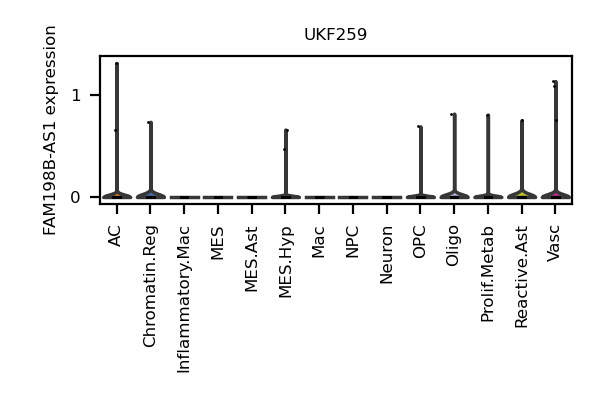 UKF259
FAM198B-AS1 expression
1
0
AC
Chromatin.Reg
Inflammatory.Mac
MES
MES.Ast
MES.Hyp
Mac
NPC
Neuron
OPC
Oligo
Prolif.Metab
Reactive.Ast
Vasc